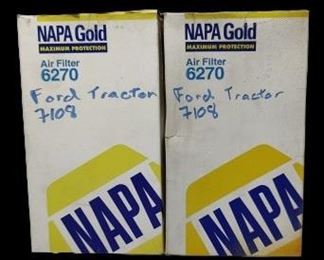 NAPA Gold
MAXIMUM PROTECTION
Air Filter
6270
Ford Tractor
7108
NAPA
NAPA Gold
MAXIMUM PROTECTION
Air Filter
6270
Ford Tractor
7108
NAPA